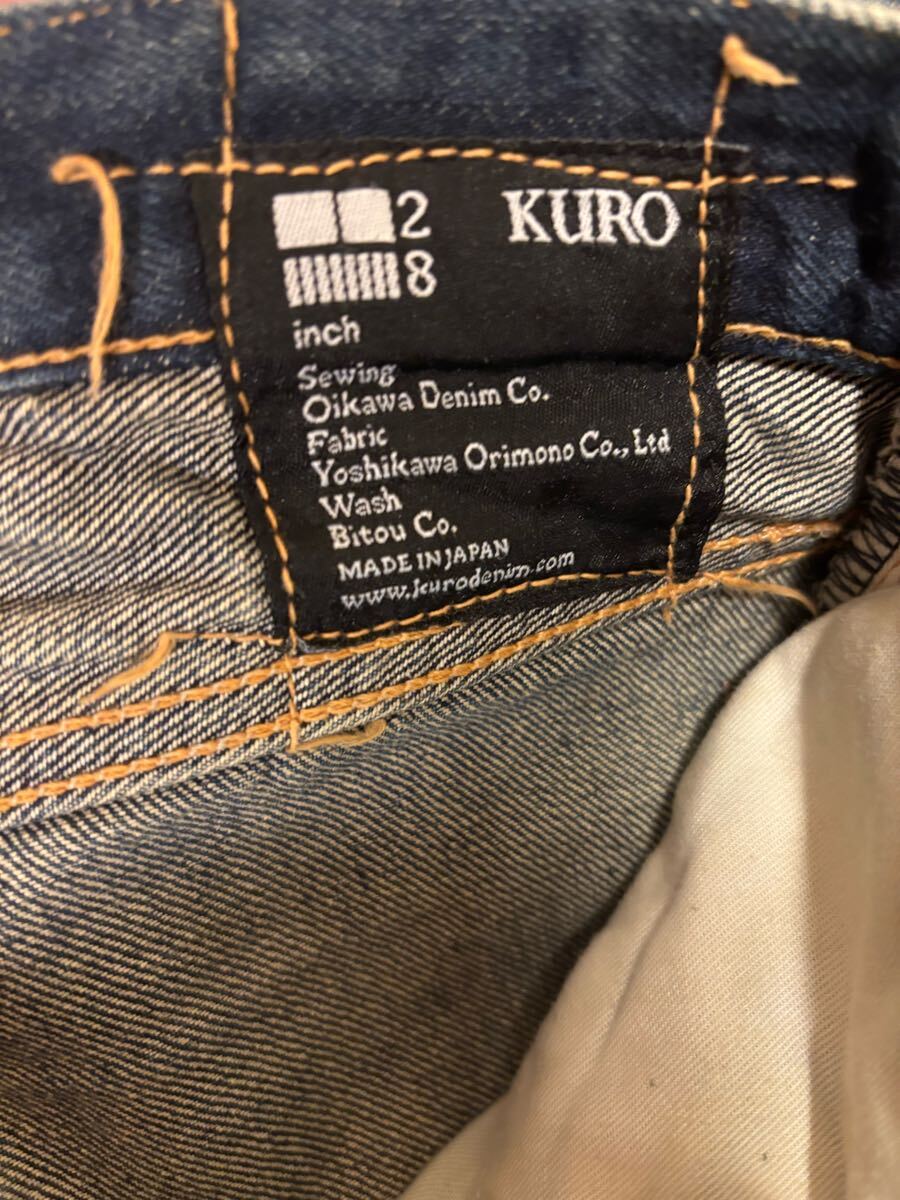 2 KURO
8
inch
Sewing
Oikawa Denim Co.
Fabric
Yoshikawa Orimono Co., Ltd
Wash
Bitou Co.
MADE IN JAPAN
www.kurodenim.com